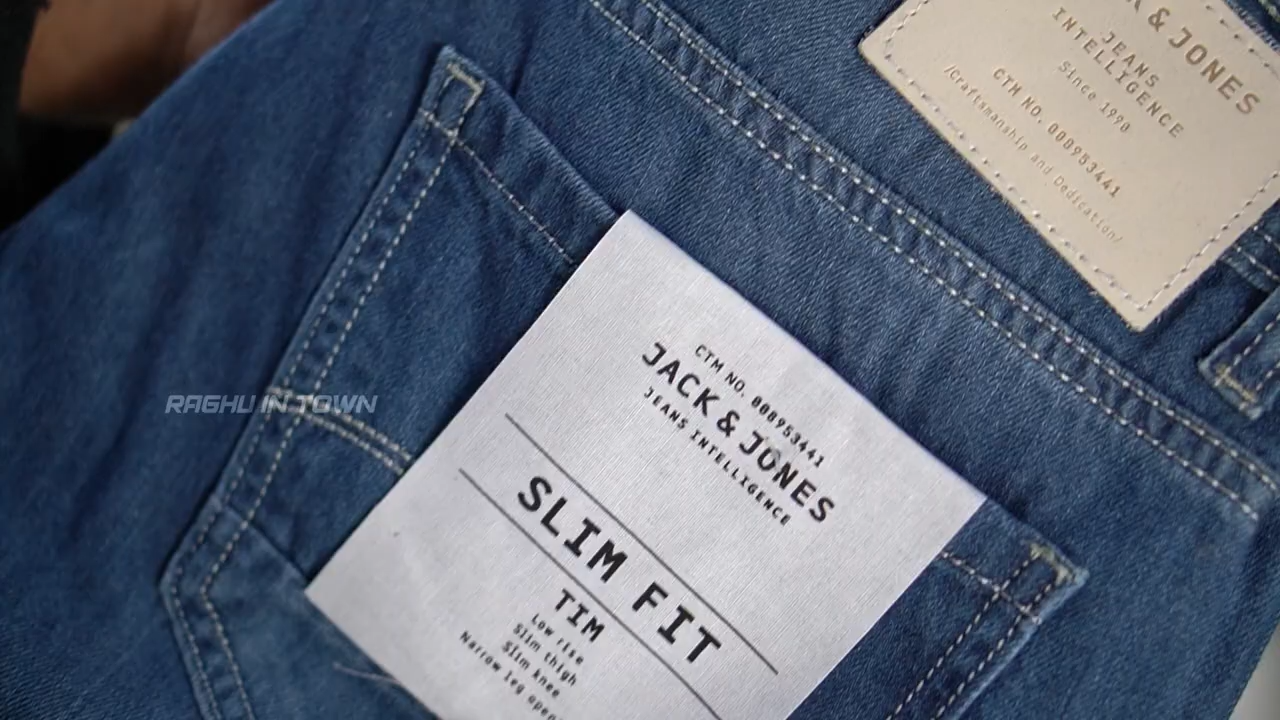 & JONES
JEANS
INTELLIGENCE
Since 1990
CTM NO. 008953441
/Craftsmanship and Dedication/
CTM NO. 008953441
JACK & JONES
JEANS INTELLIGENCE
SLIM FIT
TIM
Low rise
Slim thigh
Slim knee
Narrow leg
RAGHU IN TOWN